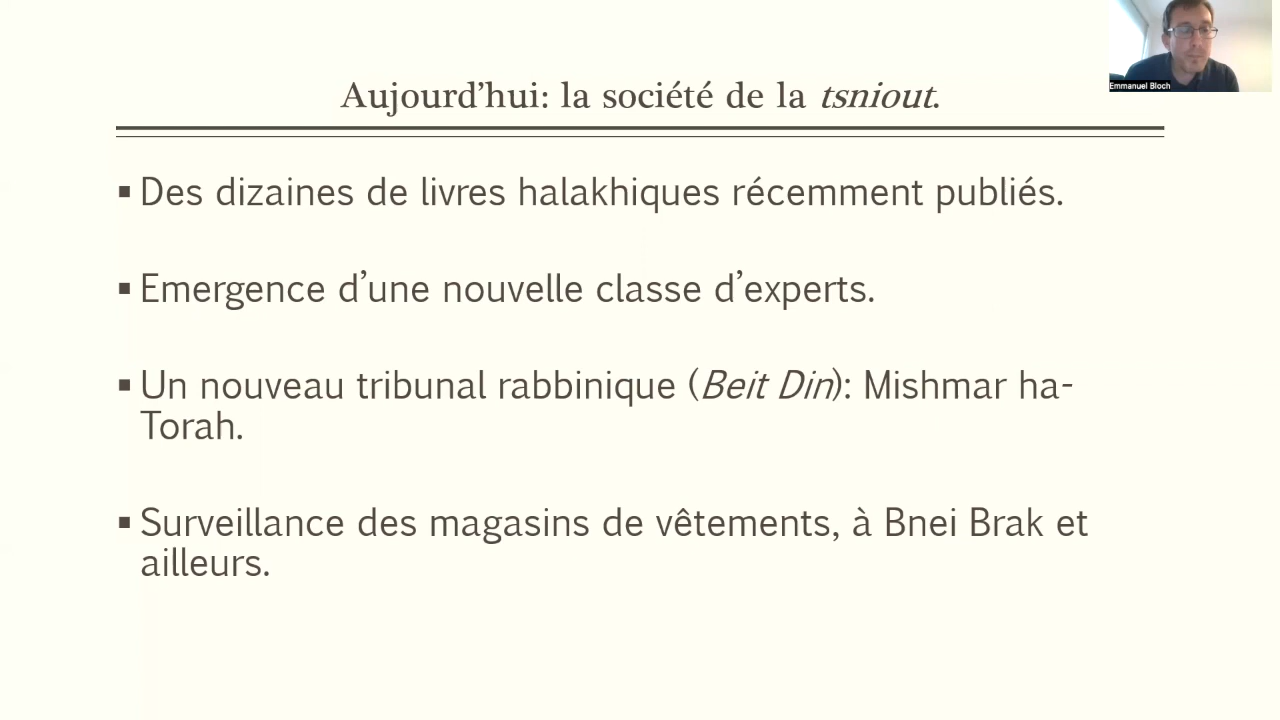 Aujourd’hui: la société de la tsniout.
Emmanuel Bloch
▪ Des dizaines de livres halakhiques récemment publiés.
▪ Emergence d’une nouvelle classe d’experts.
▪ Un nouveau tribunal rabbinique (Beit Din): Mishmar ha-
Torah.
▪ Surveillance des magasins de vêtements, à Bnei Brak et
ailleurs.